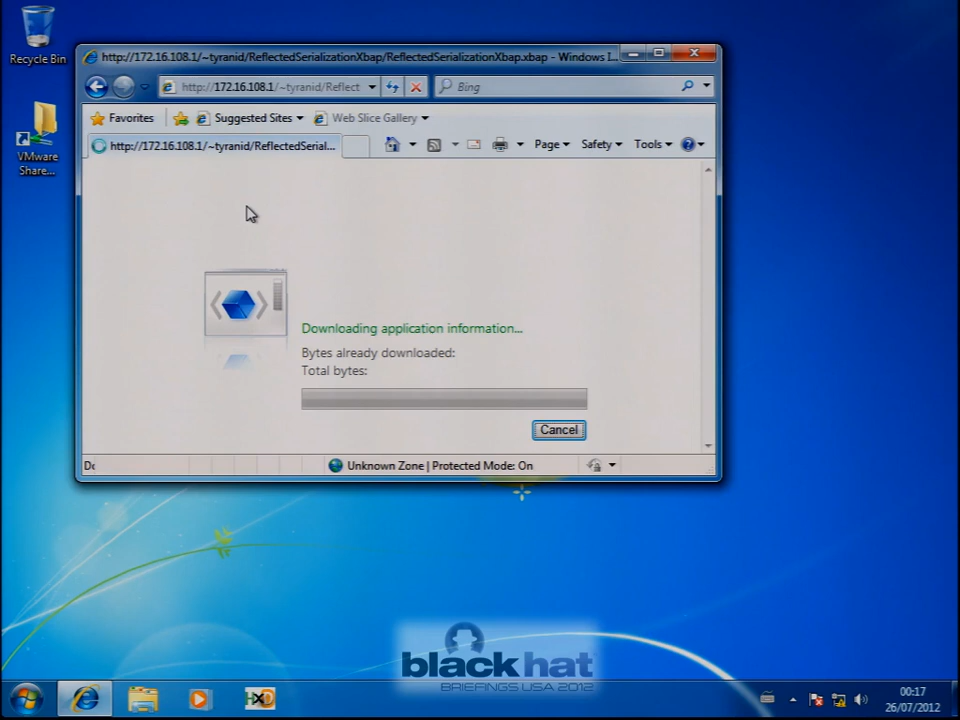 Recycle Bin
VMware
Share...
http://172.16.108.1/~tyranid/ReflectedSerializationXbap/ReflectedSerializationXbap.xbap - Windows I...
http://172.16.108.1/~tyranid/Reflect
Bing
Favorites
Suggested Sites
Web Slice Gallery
http://172.16.108.1/~tyranid/ReflectedSerial...
Page
Safety
Tools
Downloading application information...
Bytes already downloaded:
Total bytes:
Cancel
Unknown Zone | Protected Mode: On
black hat
BRIEFINGS USA 2012
HXD
00:17
26/07/2012